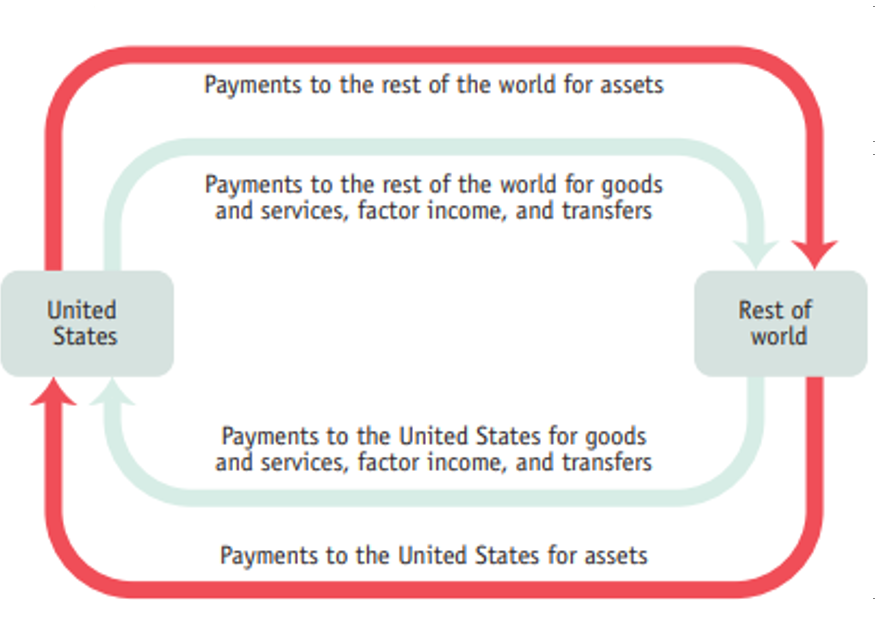 Payments to the rest of the world for assets
Payments to the rest of the world for goods
and services, factor income, and transfers
United
States
Rest of
world
Payments to the United States for goods
and services, factor income, and transfers
Payments to the United States for assets